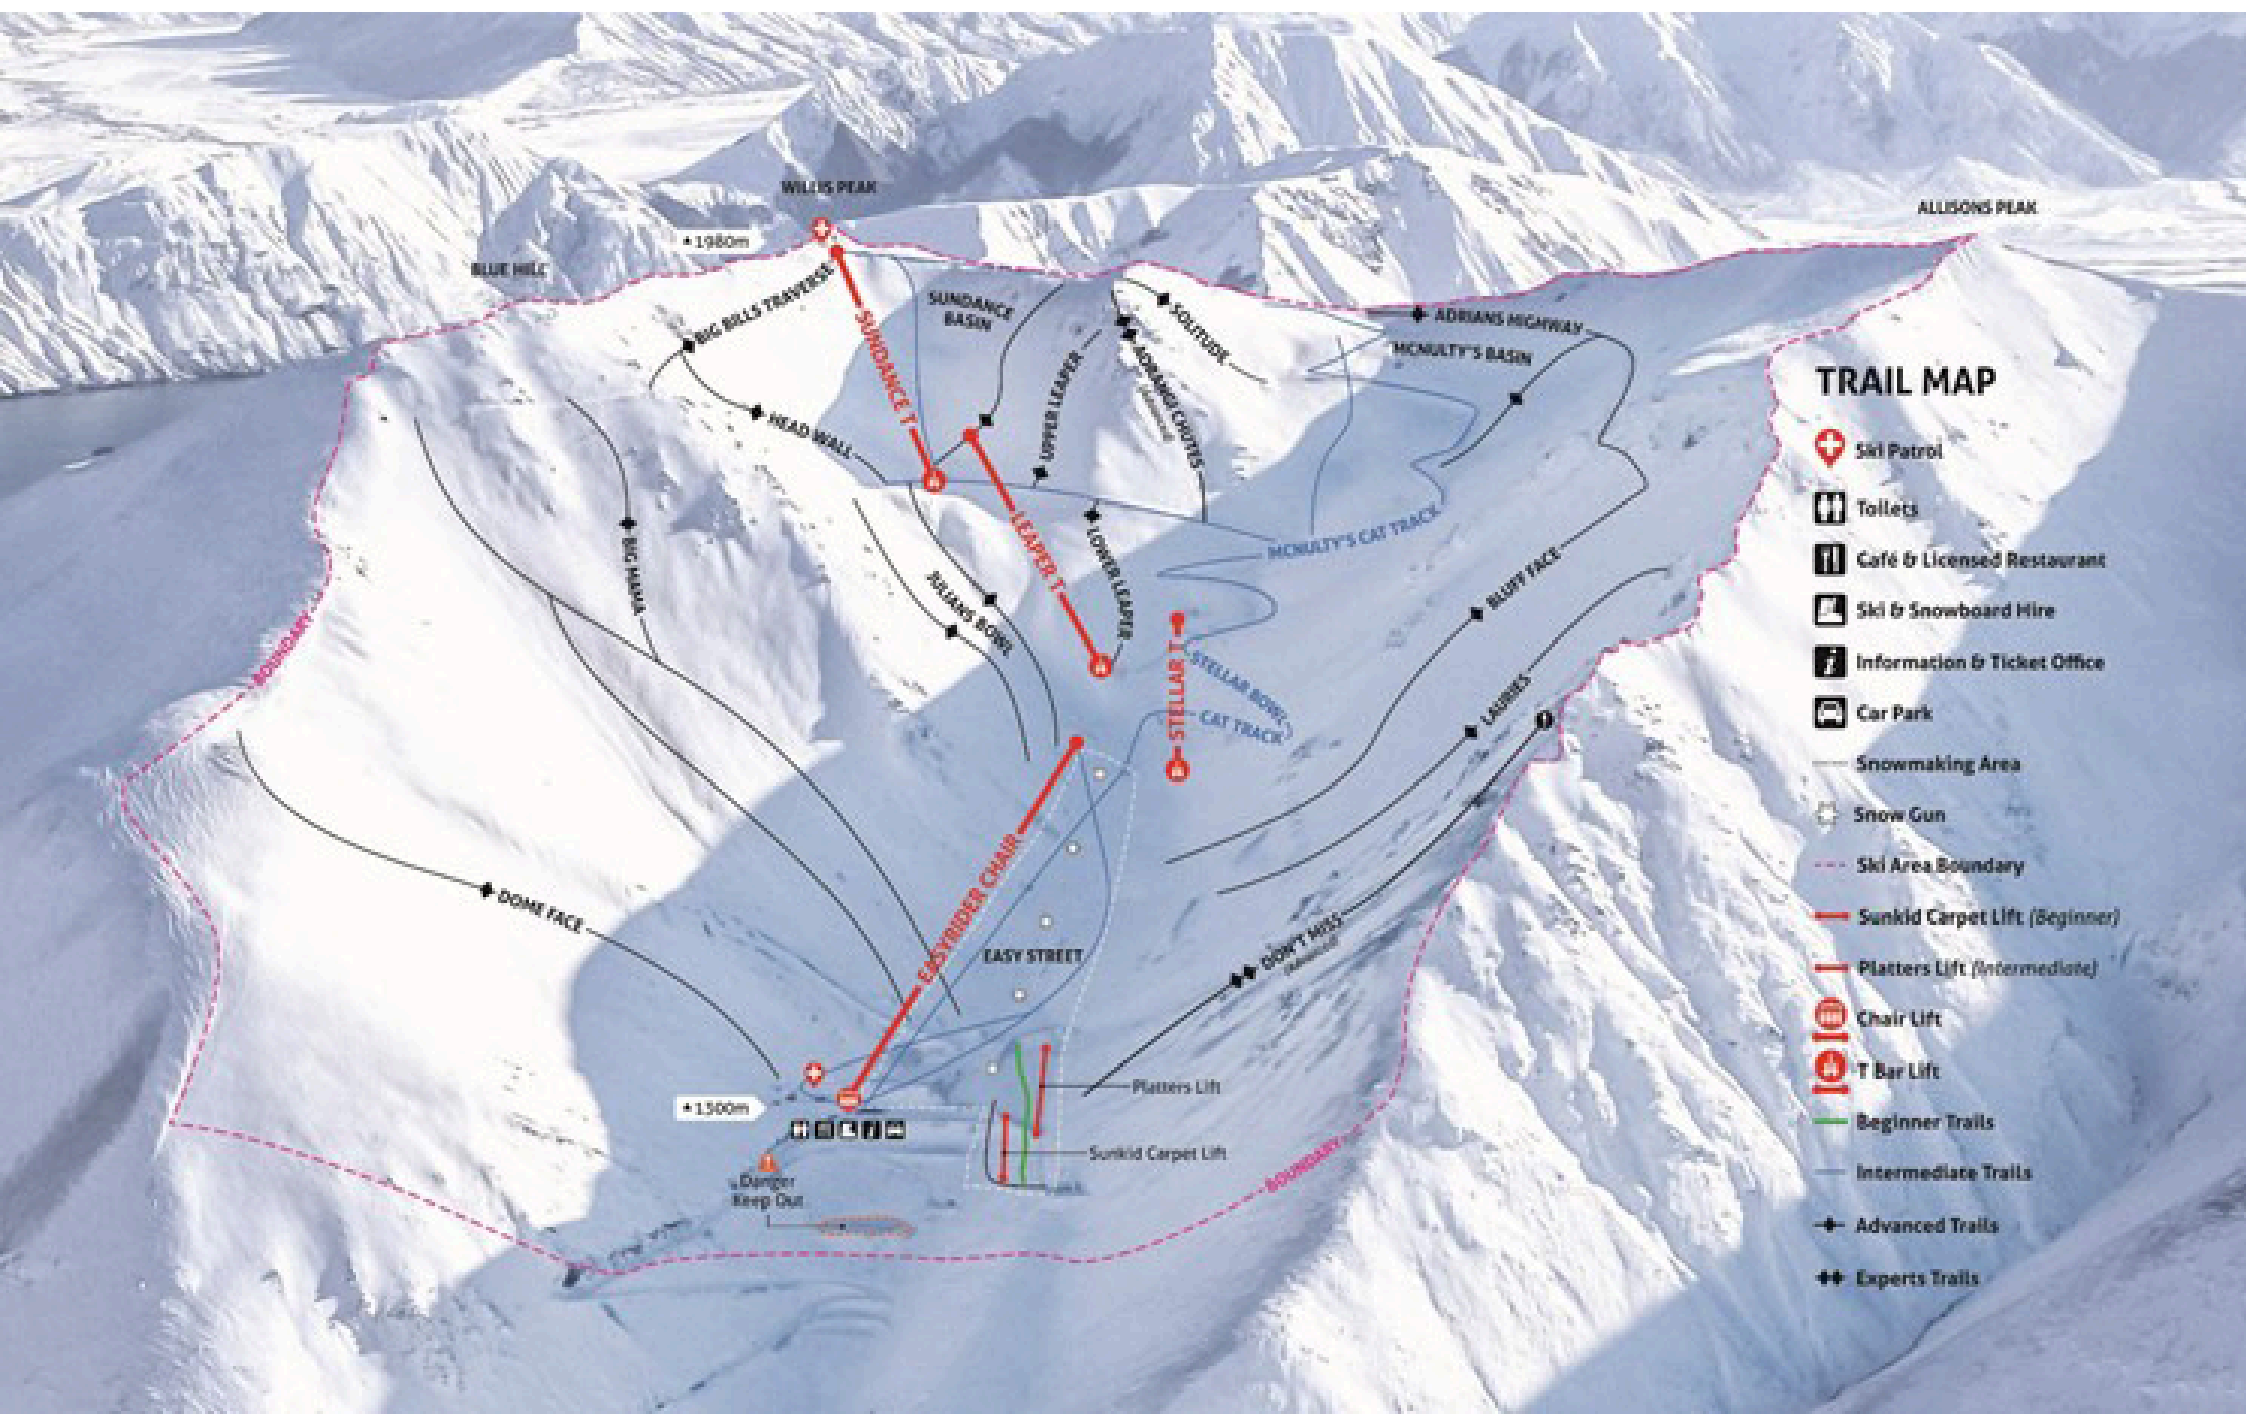 WILLIS PEAK
ALLISONS PEAK
1980m
BLUE HILL
BIG BILLS TRAVERSE
SUNDANCE T
SUNDANCE
BASIN
SOLITUDE
ADRIANS HIGHWAY
MCNULTY'S BASIN
UPPER LEAPER
AORANGI CHUTES
HEAD WALL
LEAPER T
LOWER LEAPER
MCNULTY'S CAT TRACK
BIG MAMA
JULIANS BOWL
BLUFF FACE
BOUNDARY
STELLAR T
STELLAR BOWL
CAT TRACK
LAURIES
EASYRIDER CHAIR
DOME FACE
EASY STREET
DON'T MISS
(Advanced)
Platters Lift
1500m
Sunkid Carpet Lift
BOUNDARY
Danger
Keep Out
TRAIL MAP
Ski Patrol
Toilets
Café & Licensed Restaurant
Ski & Snowboard Hire
Information & Ticket Office
Car Park
Snowmaking Area
Snow Gun
Ski Area Boundary
Sunkid Carpet Lift (Beginner)
Platters Lift (Intermediate)
Chair Lift
T Bar Lift
Beginner Trails
Intermediate Trails
Advanced Trails
Experts Trails